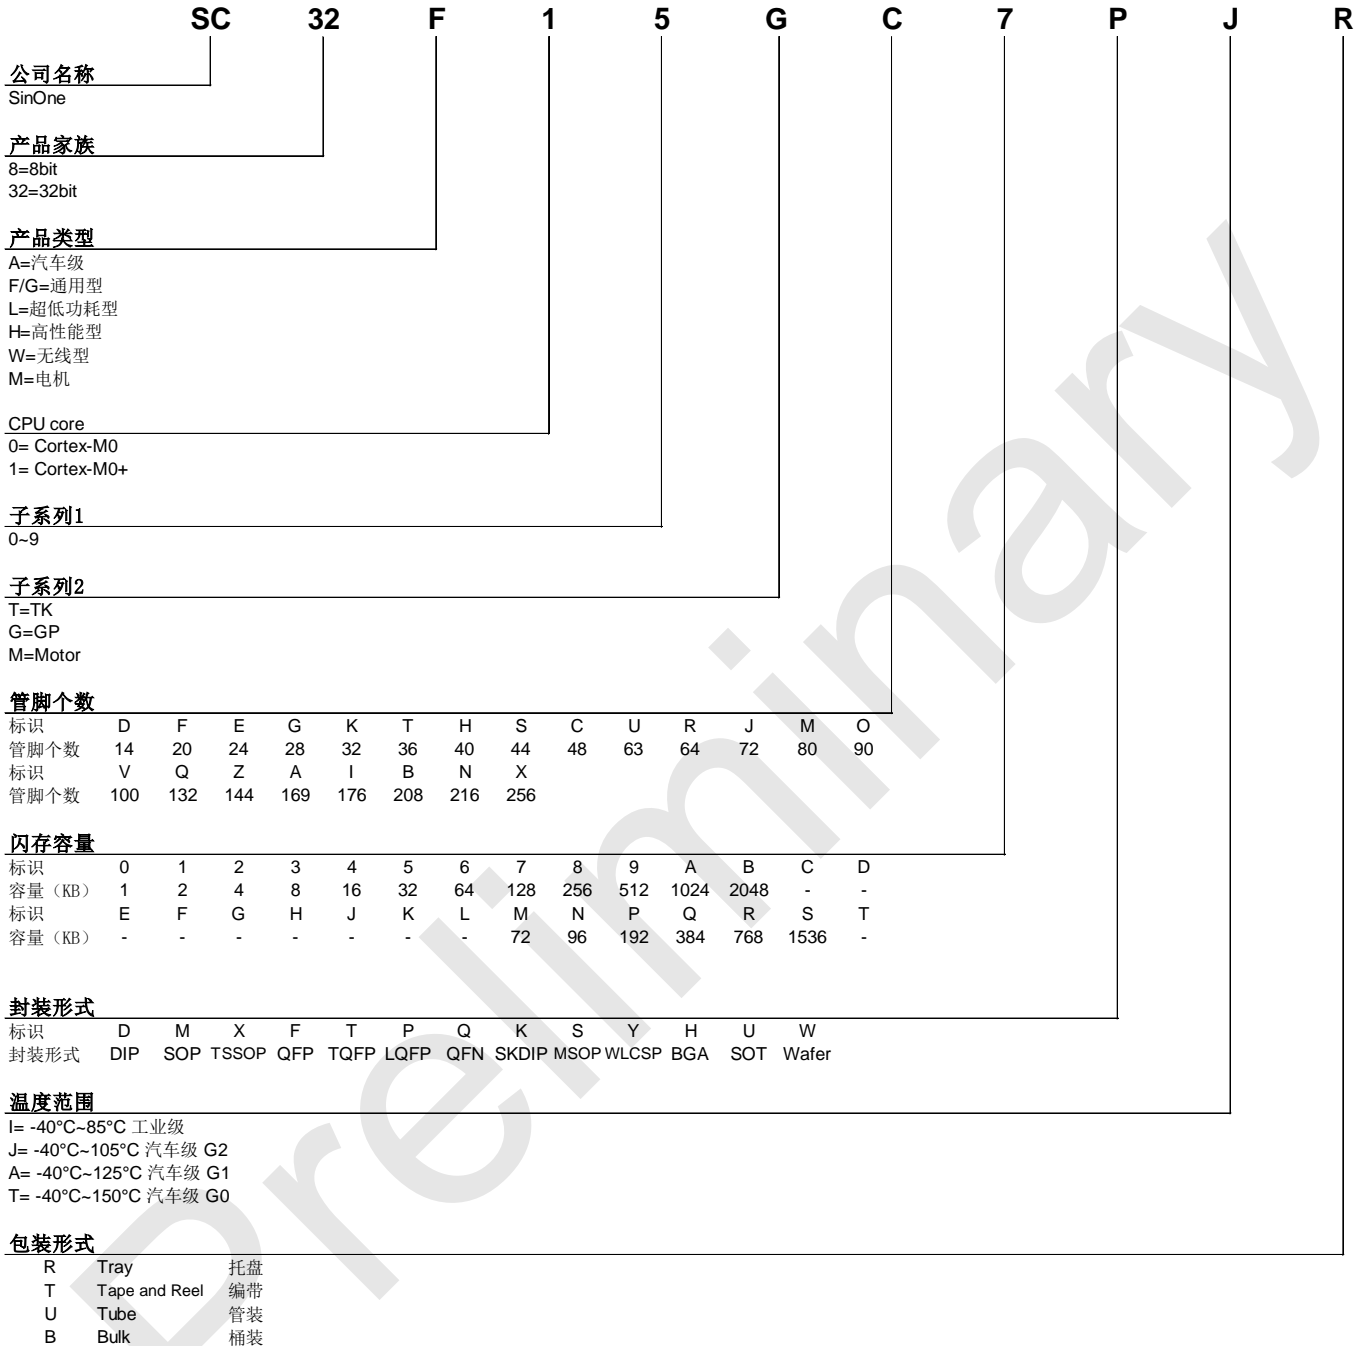 SC 32 F 1 5 G C 7 P J R
公司名称
SinOne
产品家族
8=8bit
32=32bit
产品类型
A=汽车级
F/G=通用型
L=超低功耗型
H=高性能型
W=无线型
M=电机
CPU core
0= Cortex-M0
1= Cortex-M0+
子系列1
0~9
子系列2
T=TK
G=GP
M=Motor
管脚个数
标识 D F E G K T H S C U R J M O
管脚个数 14 20 24 28 32 36 40 44 48 63 64 72 80 90
标识 V Q Z A I B N X
管脚个数 100 132 144 169 176 208 216 256
闪存容量
标识 0 1 2 3 4 5 6 7 8 9 A B C D
容量（KB） 1 2 4 8 16 32 64 128 256 512 1024 2048 - -
标识 E F G H J K L M N P Q R S T
容量（KB） - - - - - - - 72 96 192 384 768 1536 -
封装形式
标识 D M X F T P Q K S Y H U W
封装形式 DIP SOP TSSOP QFP TQFP LQFP QFN SKDIP MSOP WLCSP BGA SOT Wafer
温度范围
I= -40°C~85°C 工业级
J= -40°C~105°C 汽车级 G2
A= -40°C~125°C 汽车级 G1
T= -40°C~150°C 汽车级 G0
包装形式
R Tray 托盘
T Tape and Reel 编带
U Tube 管装
B Bulk 桶装
Preliminary